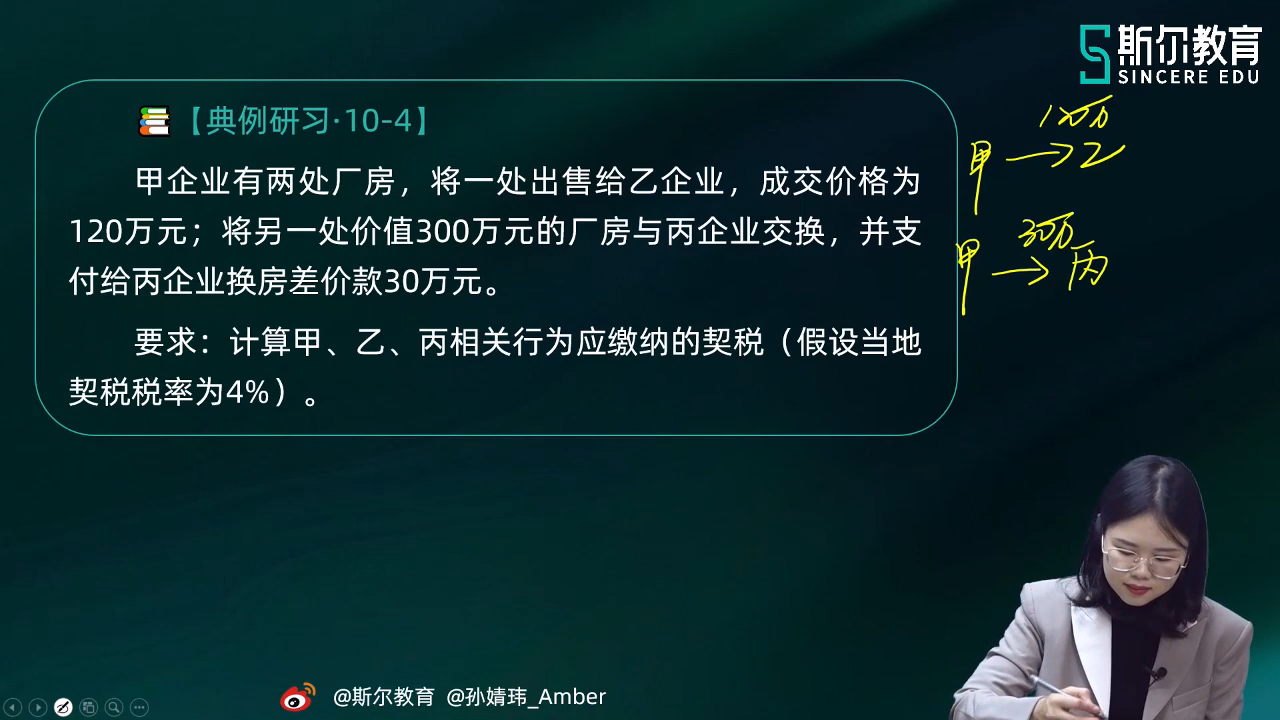 斯尔教育
SINCERE EDU
【典例研习·10-4】
甲企业有两处厂房，将一处出售给乙企业，成交价格为
120万元；将另一处价值300万元的厂房与丙企业交换，并支
付给丙企业换房差价款30万元。
要求：计算甲、乙、丙相关行为应缴纳的契税（假设当地
契税税率为4%）。
甲→乙
300万
甲→丙
@斯尔教育 @孙婧玮_Amber